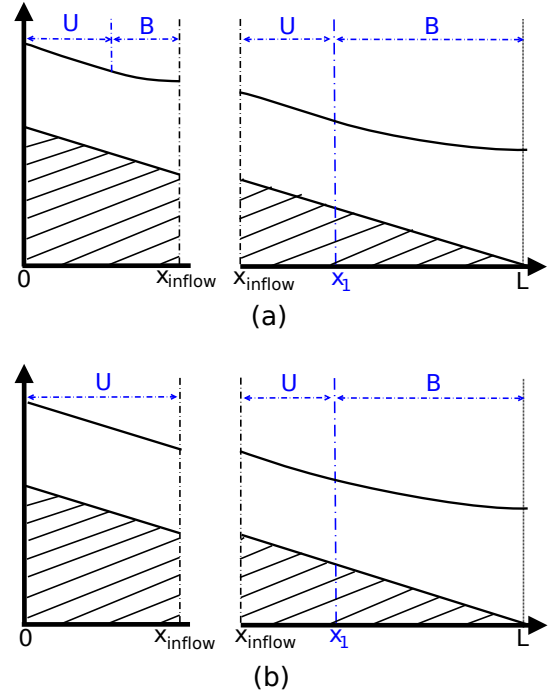 U B U B
0 x_inflow x_inflow x_1 L
(a)
U U B
0 x_inflow x_inflow x_1 L
(b)